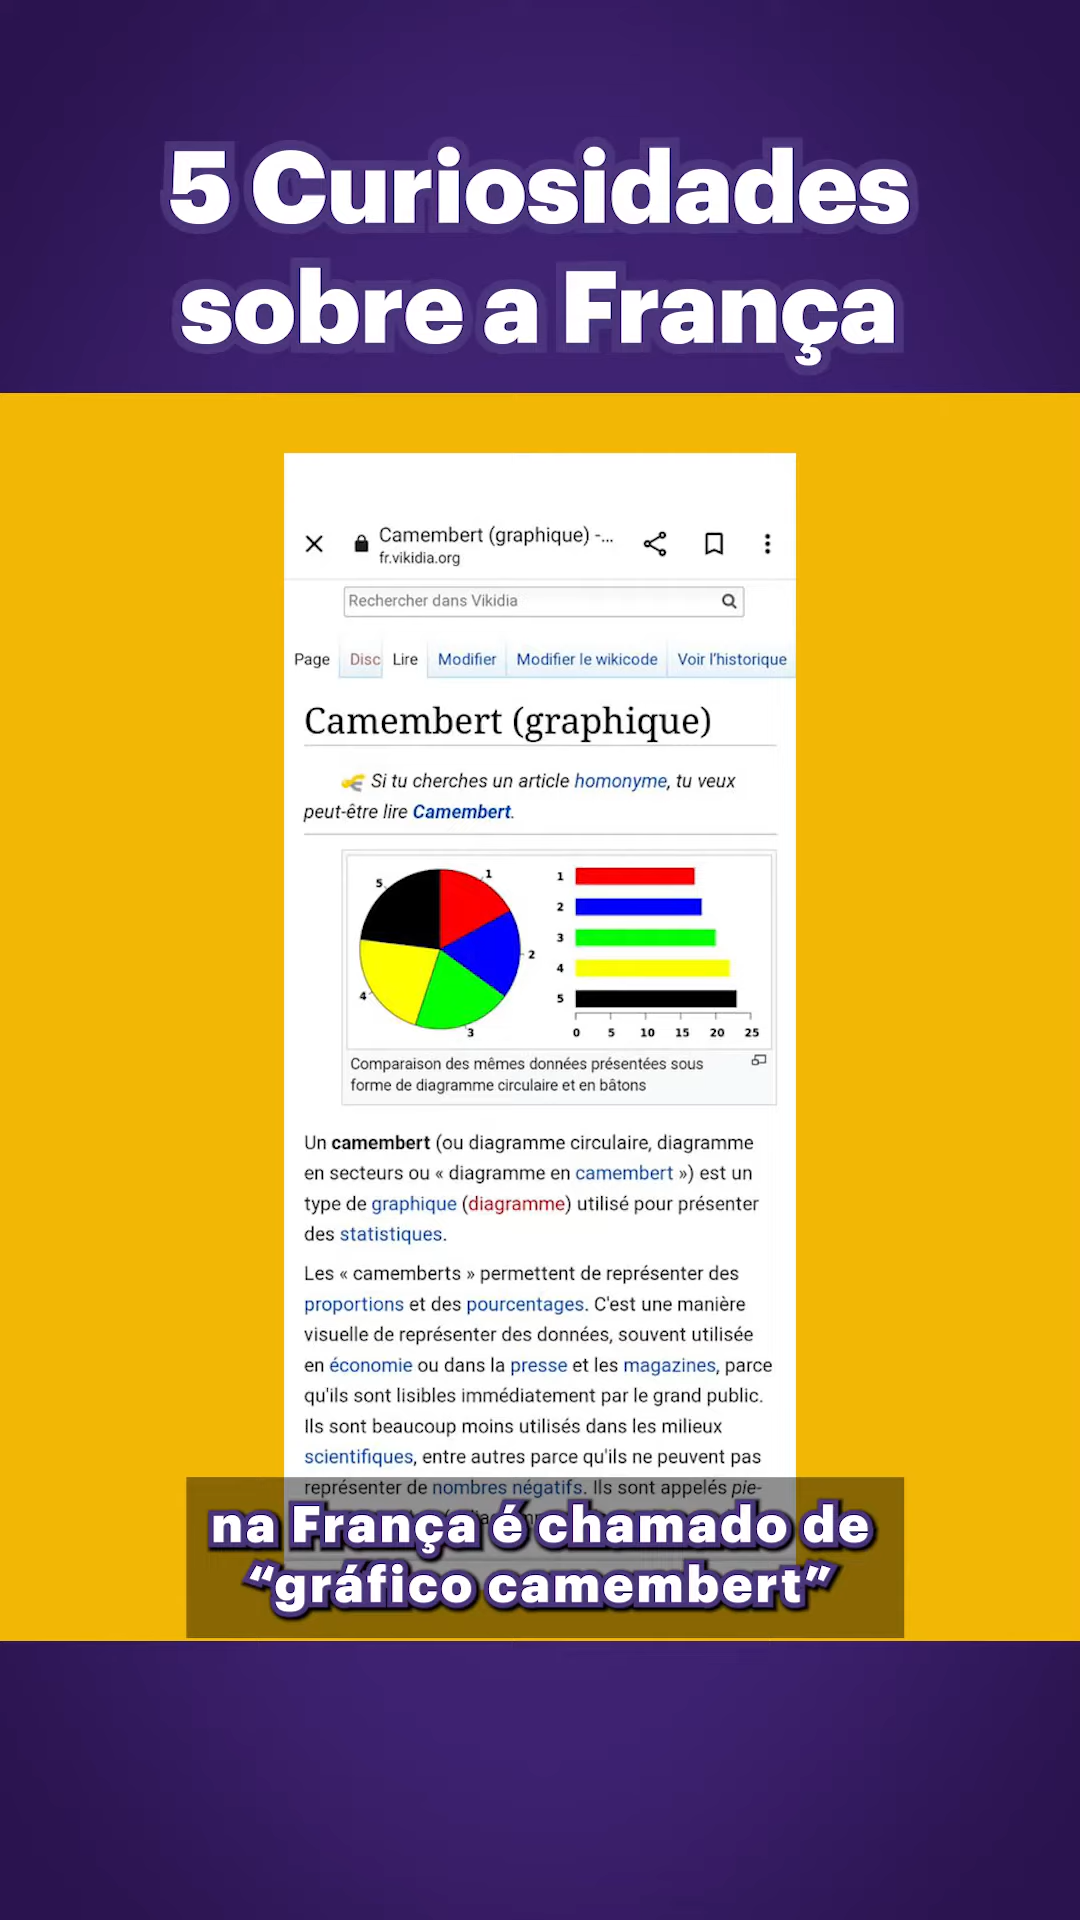 5 Curiosidades
sobre a França
Camembert (graphique) -...
fr.vikidia.org
Rechercher dans Vikidia
Page Disc Lire Modifier Modifier le wikicode Voir l'historique
Camembert (graphique)
Si tu cherches un article homonyme, tu veux
peut-être lire Camembert.
5 1
2
4
3
1
2
3
4
5
0 5 10 15 20 25
Comparaison des mêmes données présentées sous
forme de diagramme circulaire et en bâtons
Un camembert (ou diagramme circulaire, diagramme
en secteurs ou « diagramme en camembert ») est un
type de graphique (diagramme) utilisé pour présenter
des statistiques.
Les « camemberts » permettent de représenter des
proportions et des pourcentages. C'est une manière
visuelle de représenter des données, souvent utilisée
en économie ou dans la presse et les magazines, parce
qu'ils sont lisibles immédiatement par le grand public.
Ils sont beaucoup moins utilisés dans les milieux
scientifiques, entre autres parce qu'ils ne peuvent pas
représenter de nombres négatifs. Ils sont appelés pie-
na França é chamado de
“gráfico camembert”